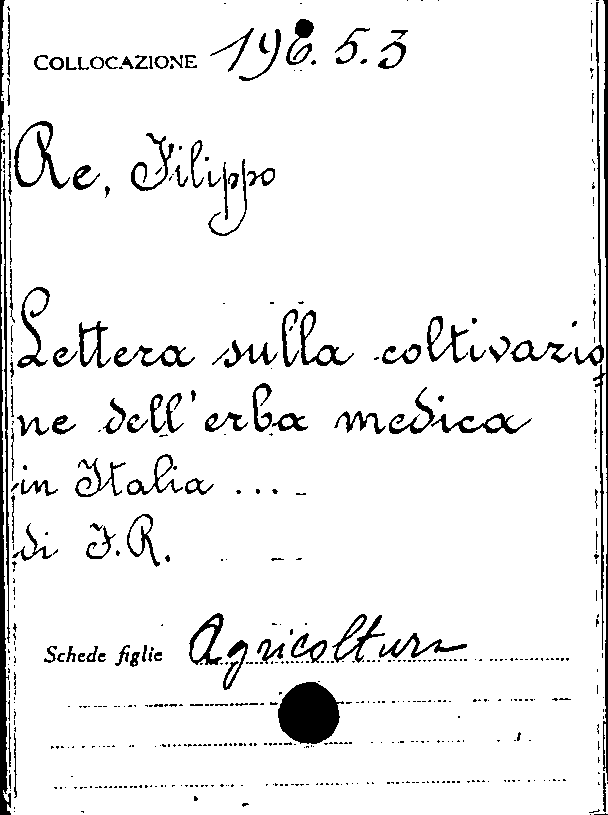 COLLOCAZIONE 196.5.3
Re, Filippo
Lettera sulla coltivazio=
ne dell'erba medica
in Italia ... -
di F.R.
Schede figlie Agricoltura